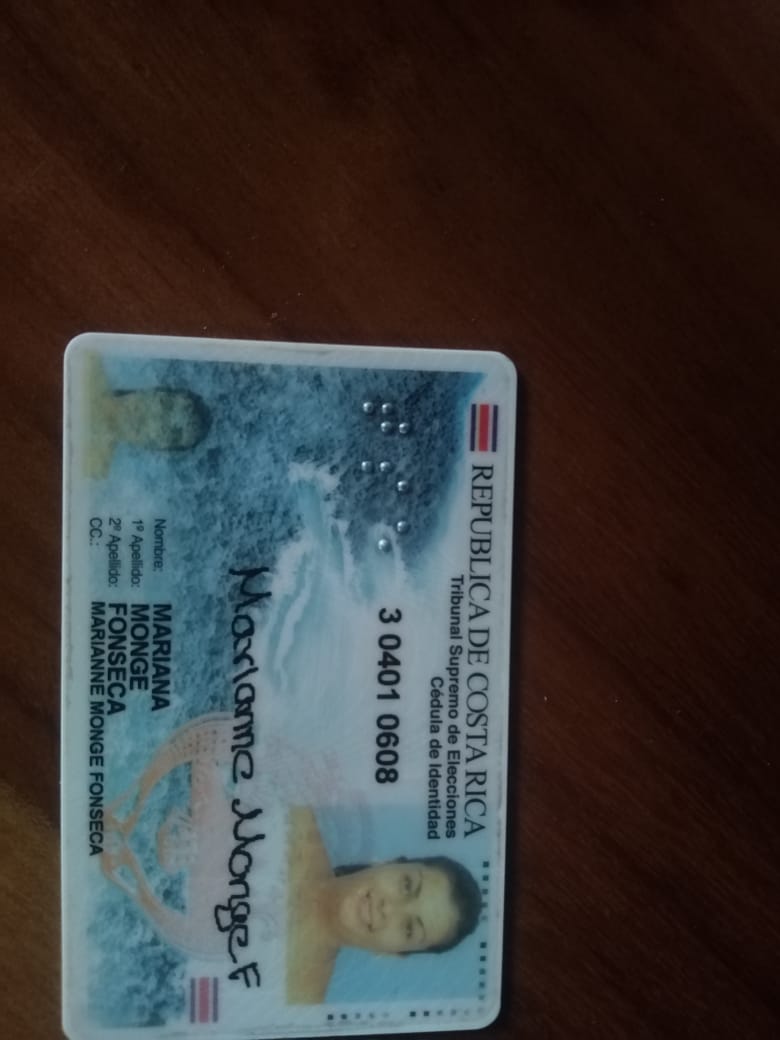 REPUBLICA DE COSTA RICA
Tribunal Supremo de Elecciones
Cédula de Identidad
3 0401 0608
Marianne Monge F
Nombre: MARIANA
1º Apellido: MONGE
2º Apellido: FONSECA
CC.: MARIANNE MONGE FONSECA